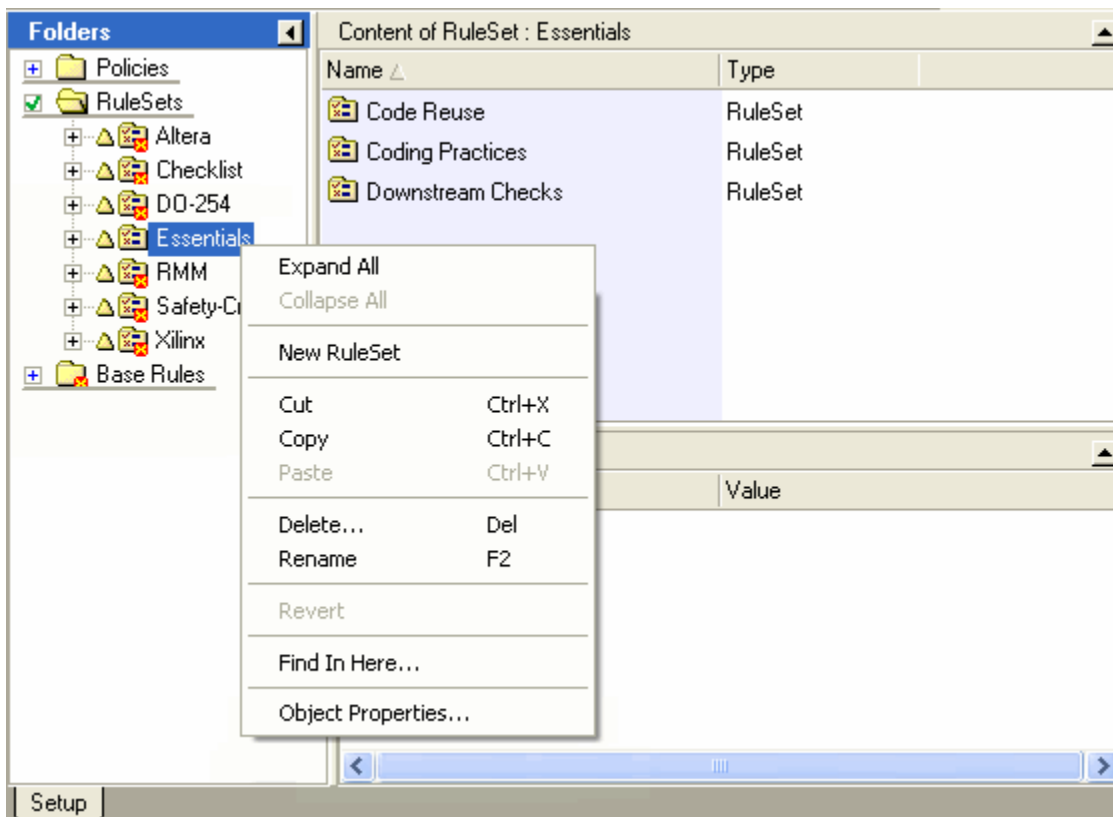 Folders
Policies
RuleSets
Altera
Checklist
DO-254
Essentials
RMM
Safety-Cr
Xilinx
Base Rules
Content of RuleSet : Essentials
Name Type
Code Reuse RuleSet
Coding Practices RuleSet
Downstream Checks RuleSet
Expand All
Collapse All
New RuleSet
Cut Ctrl+X
Copy Ctrl+C
Paste Ctrl+V
Delete... Del
Rename F2
Revert
Find In Here...
Object Properties...
Value
Setup